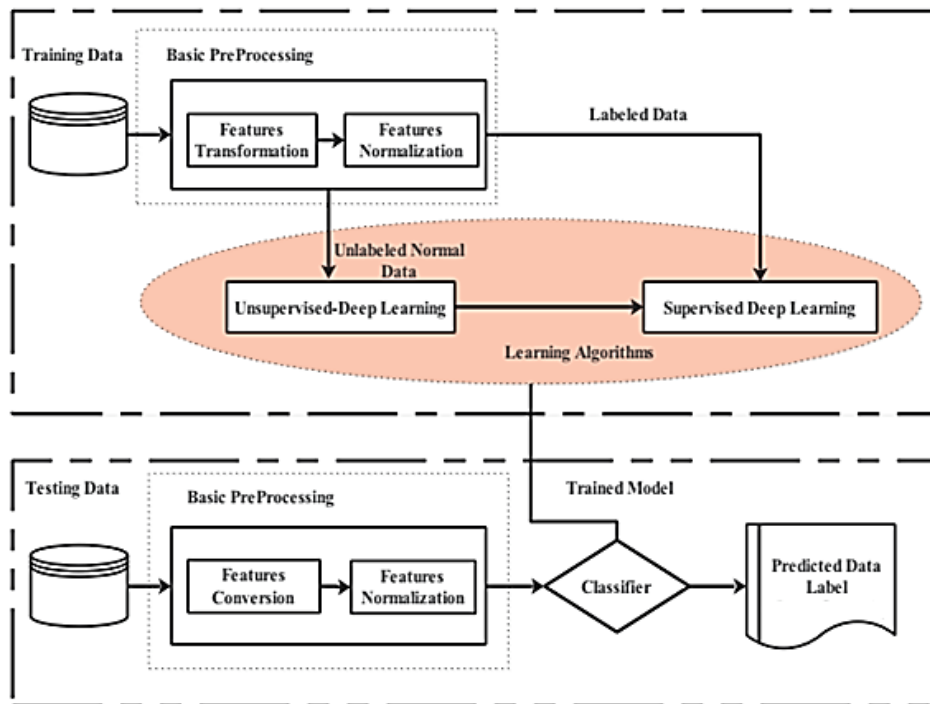 Training Data
Basic PreProcessing
Features
Transformation
Features
Normalization
Labeled Data
Unlabeled Normal
Data
Unsupervised-Deep Learning
Supervised Deep Learning
Learning Algorithms
Testing Data
Basic PreProcessing
Trained Model
Features
Conversion
Features
Normalization
Classifier
Predicted Data
Label